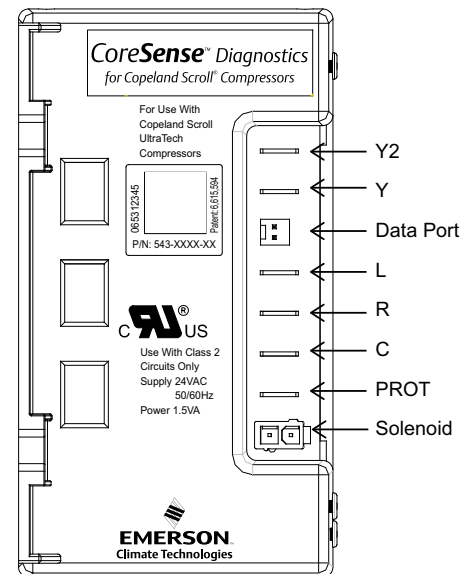 CoreSense™ Diagnostics
for Copeland Scroll® Compressors
For Use With
Copeland Scroll
UltraTech
Compressors
065312345
Patent: 6,615,594
P/N: 543-XXXX-XX
C RU® US
Use With Class 2
Circuits Only
Supply 24VAC
50/60Hz
Power 1.5VA
EMERSON.
Climate Technologies
Y2
Y
Data Port
L
R
C
PROT
Solenoid